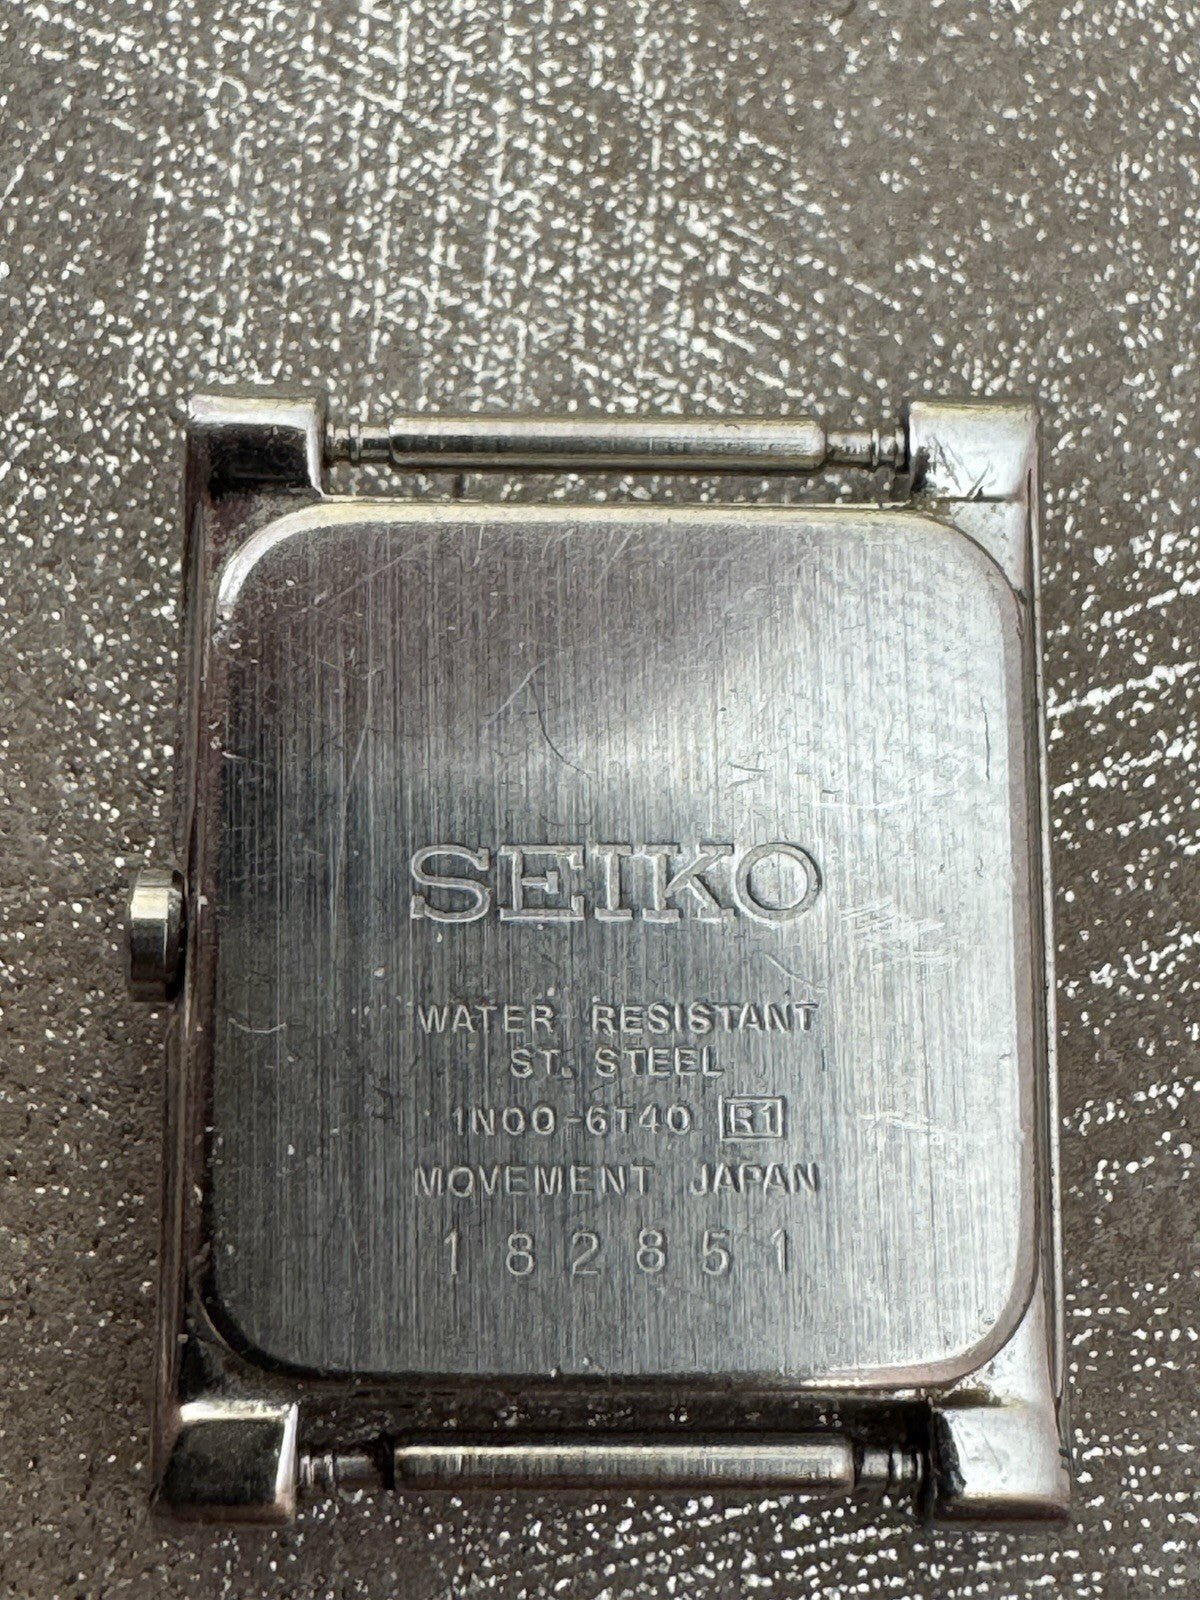 SEIKO
WATER RESISTANT
ST. STEEL
1N00-6T40 R1
MOVEMENT JAPAN
182851